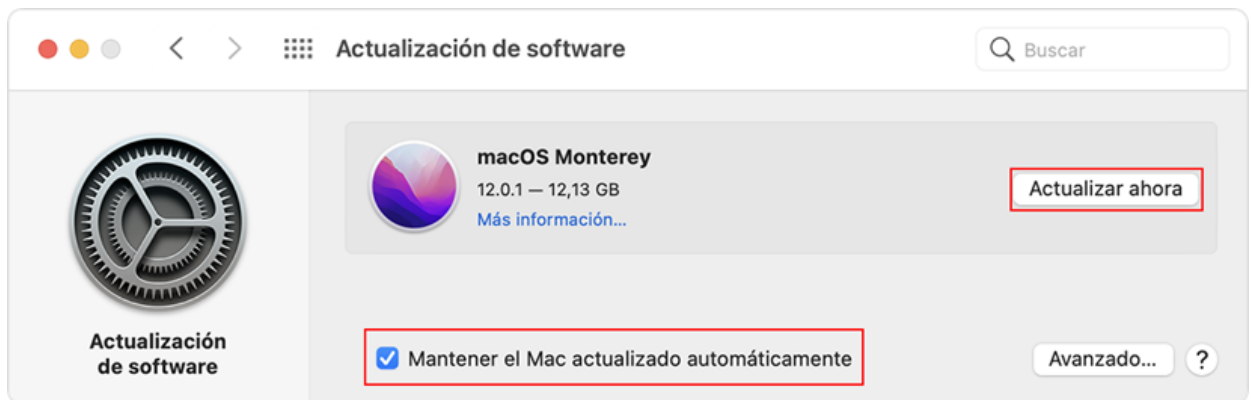 Actualización de software
Buscar
macOS Monterey
12.0.1 — 12,13 GB
Más información...
Actualizar ahora
Actualización
de software
Mantener el Mac actualizado automáticamente
Avanzado...
?